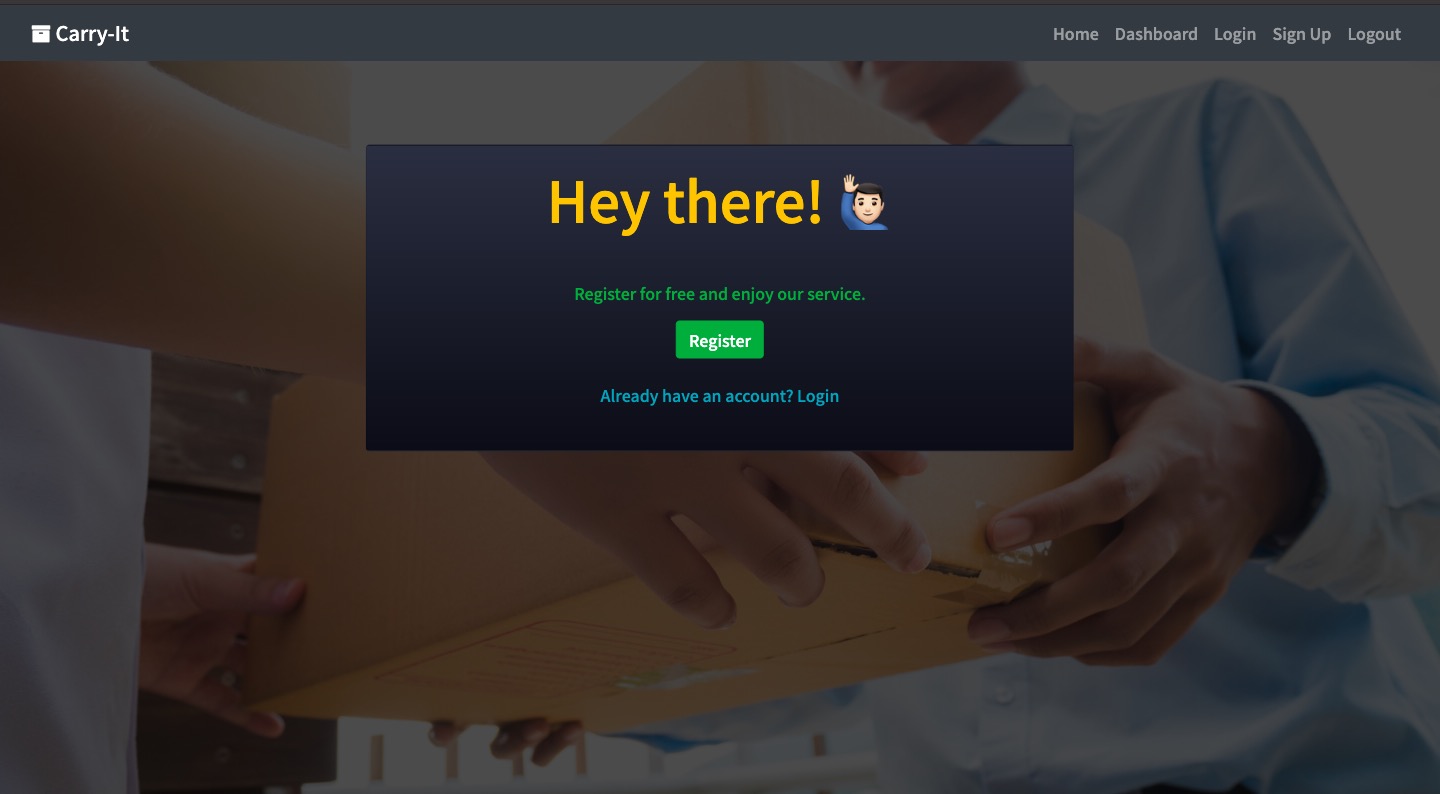 Carry-It
Home Dashboard Login Sign Up Logout
Hey there! 🙋🏻‍♂️
Register for free and enjoy our service.
Register
Already have an account? Login